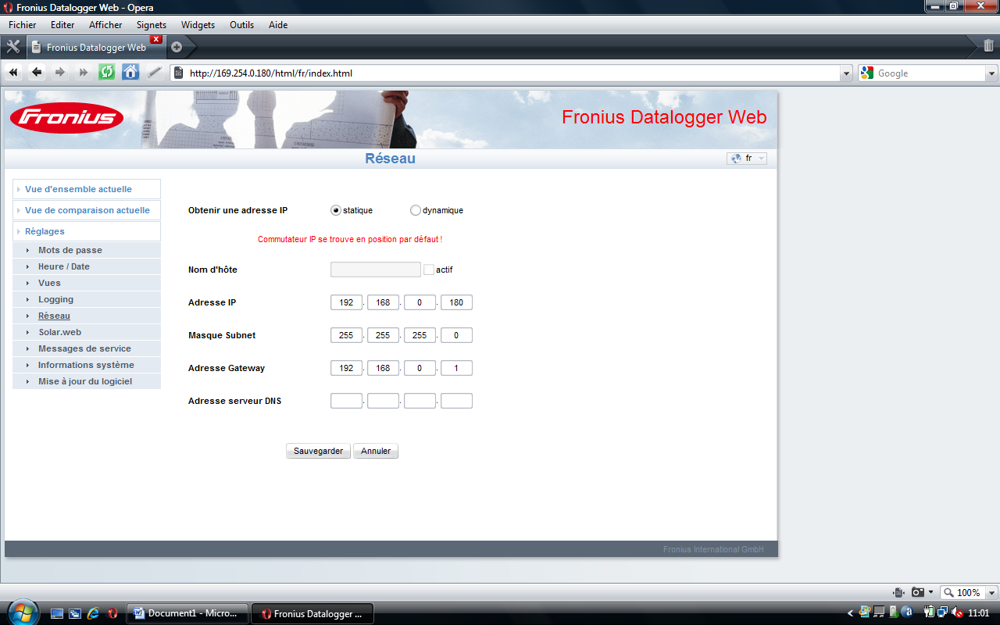 Fronius Datalogger Web - Opera
Fichier Editer Afficher Signets Widgets Outils Aide
Fronius Datalogger Web
http://169.254.0.180/html/fr/index.html
Google
Fronius
Fronius Datalogger Web
Réseau
fr
Vue d'ensemble actuelle
Vue de comparaison actuelle
Réglages
Mots de passe
Heure / Date
Vues
Logging
Réseau
Solar.web
Messages de service
Informations système
Mise à jour du logiciel
Obtenir une adresse IP statique dynamique
Commutateur IP se trouve en position par défaut !
Nom d'hôte actif
Adresse IP 192 . 168 . 0 . 180
Masque Subnet 255 . 255 . 255 . 0
Adresse Gateway 192 . 168 . 0 . 1
Adresse serveur DNS . . .
Sauvegarder Annuler
Fronius International GmbH
100%
Document1 - Micro...
Fronius Datalogger ...
11:01